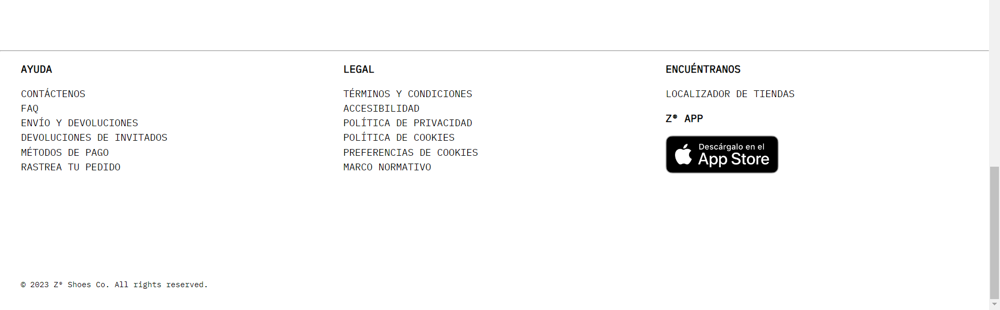 AYUDA
CONTÁCTENOS
FAQ
ENVÍO Y DEVOLUCIONES
DEVOLUCIONES DE INVITADOS
MÉTODOS DE PAGO
RASTREA TU PEDIDO
LEGAL
TÉRMINOS Y CONDICIONES
ACCESIBILIDAD
POLÍTICA DE PRIVACIDAD
POLÍTICA DE COOKIES
PREFERENCIAS DE COOKIES
MARCO NORMATIVO
ENCUÉNTRANOS
LOCALIZADOR DE TIENDAS
Z® APP
Descárgalo en el
App Store
© 2023 Z® Shoes Co. All rights reserved.